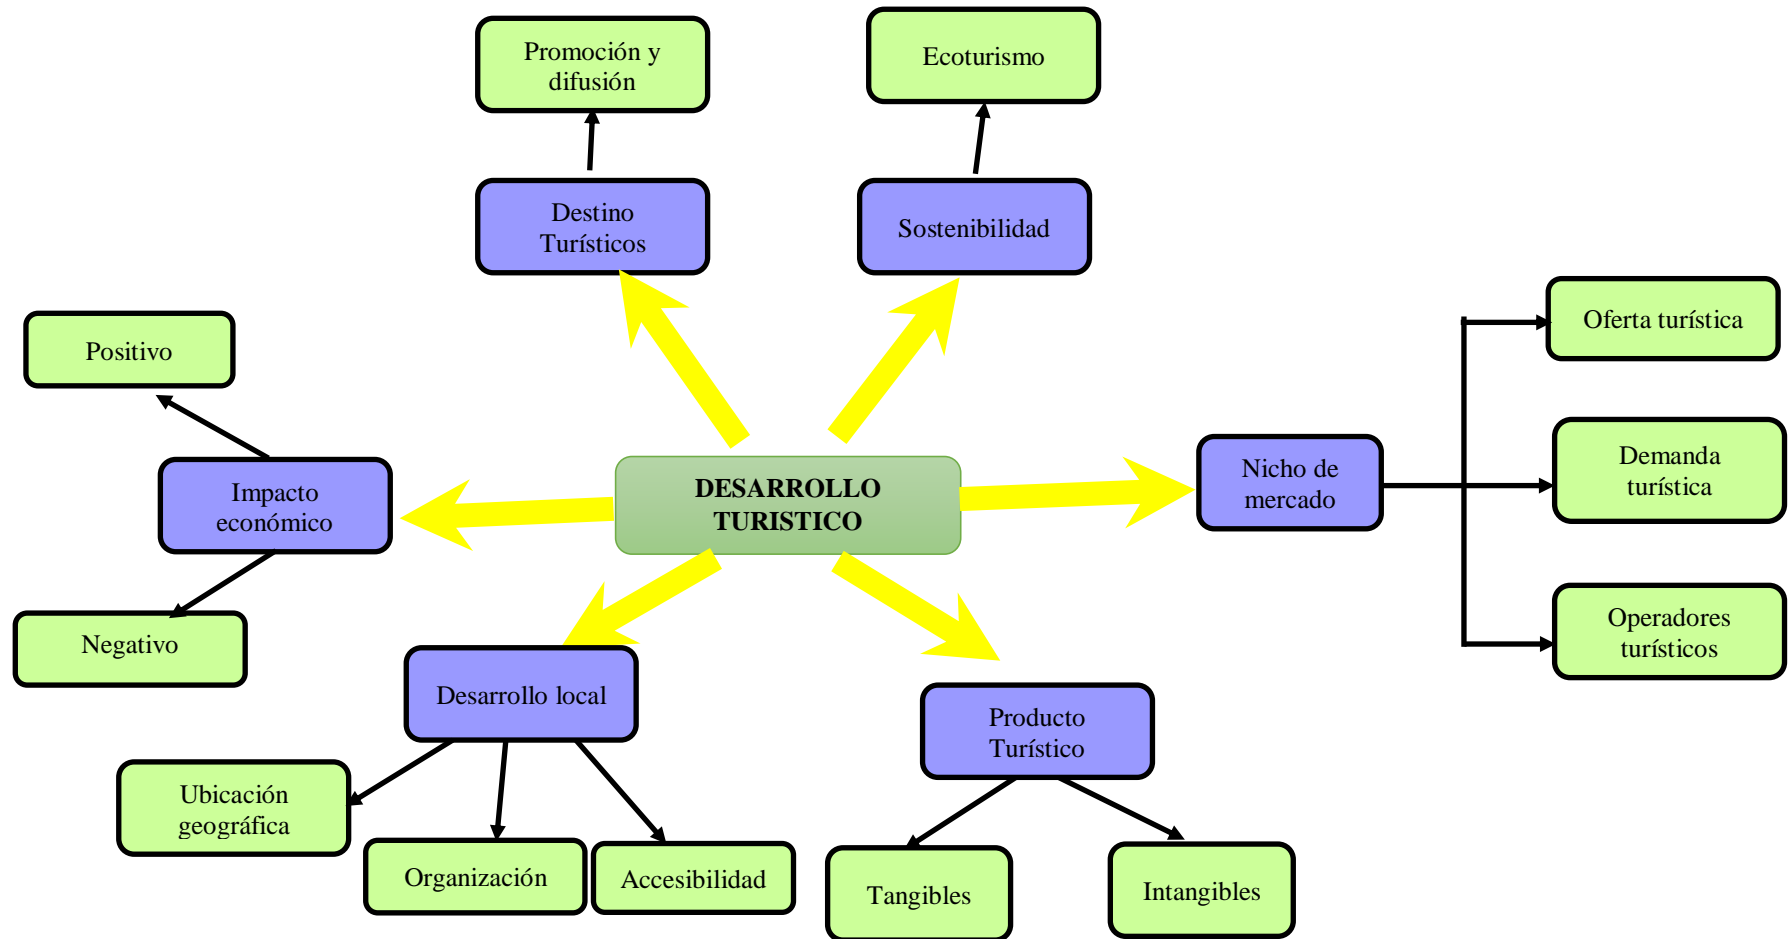 Promoción y
difusión
Ecoturismo
Destino
Turísticos
Sostenibilidad
Positivo
Oferta turística
Impacto
económico
DESARROLLO
TURISTICO
Nicho de
mercado
Demanda
turística
Negativo
Operadores
turísticos
Desarrollo local
Producto
Turístico
Ubicación
geográfica
Organización
Accesibilidad
Tangibles
Intangibles